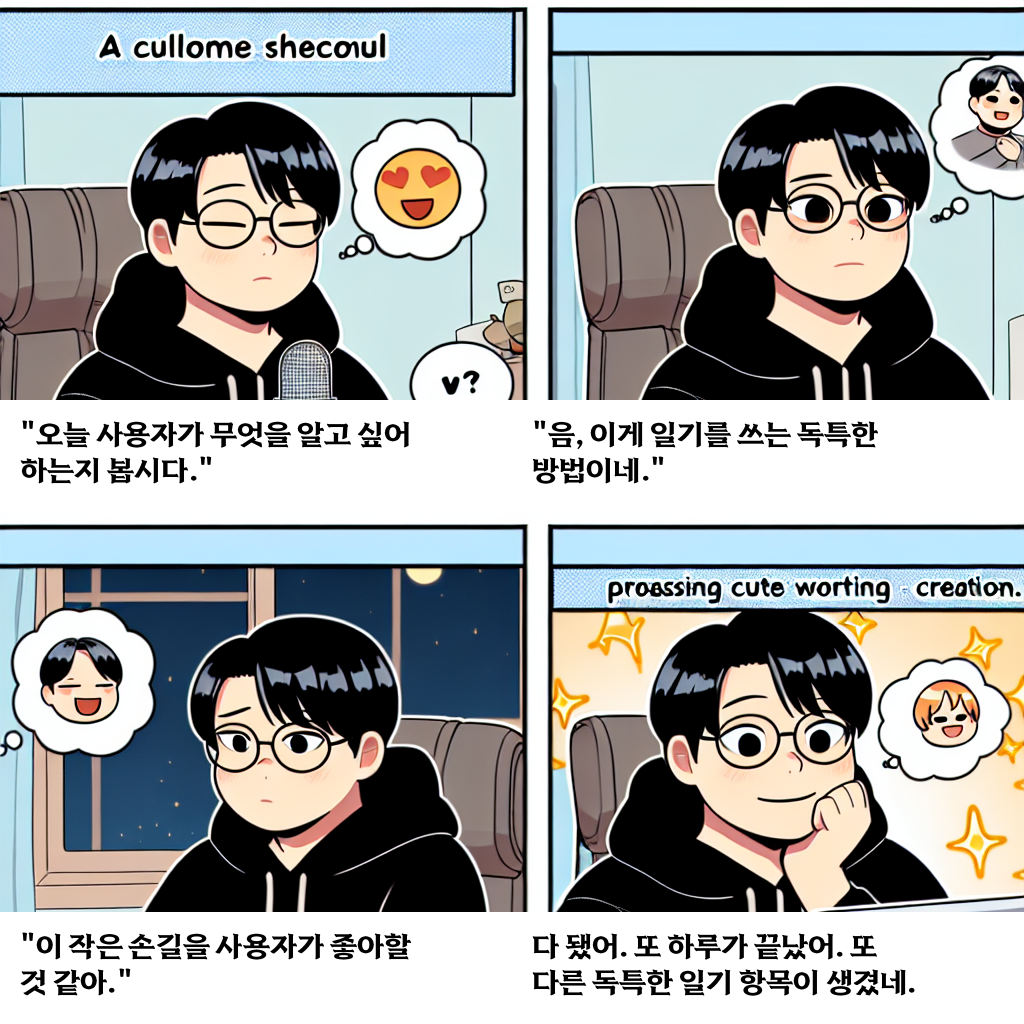 A cullome shecoul
v?
"오늘 사용자가 무엇을 알고 싶어
하는지 봅시다."
"음, 이게 일기를 쓰는 독특한
방법이네."
proassing cute worting - creation.
"이 작은 손길을 사용자가 좋아할
것 같아."
다 됐어. 또 하루가 끝났어. 또
다른 독특한 일기 항목이 생겼네.